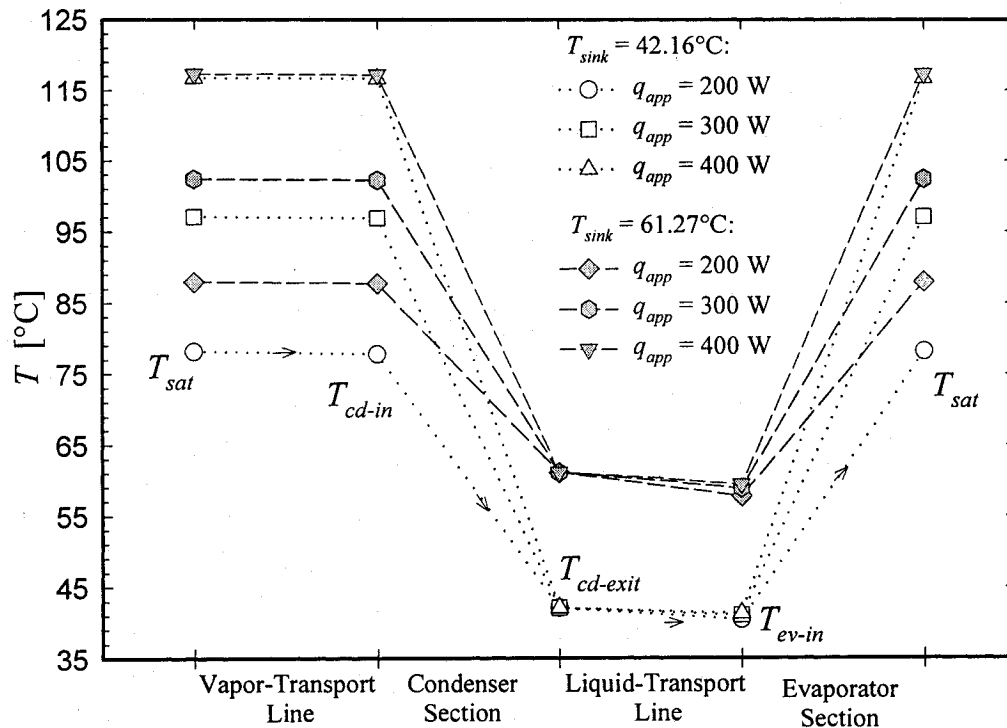 125
115
105
95
85
75
65
55
45
35
T [°C]
T_sink = 42.16°C:
q_app = 200 W
q_app = 300 W
q_app = 400 W
T_sink = 61.27°C:
q_app = 200 W
q_app = 300 W
q_app = 400 W
T_sat
T_cd-in
T_cd-exit
T_ev-in
T_sat
Vapor-Transport
Line
Condenser
Section
Liquid-Transport
Line
Evaporator
Section